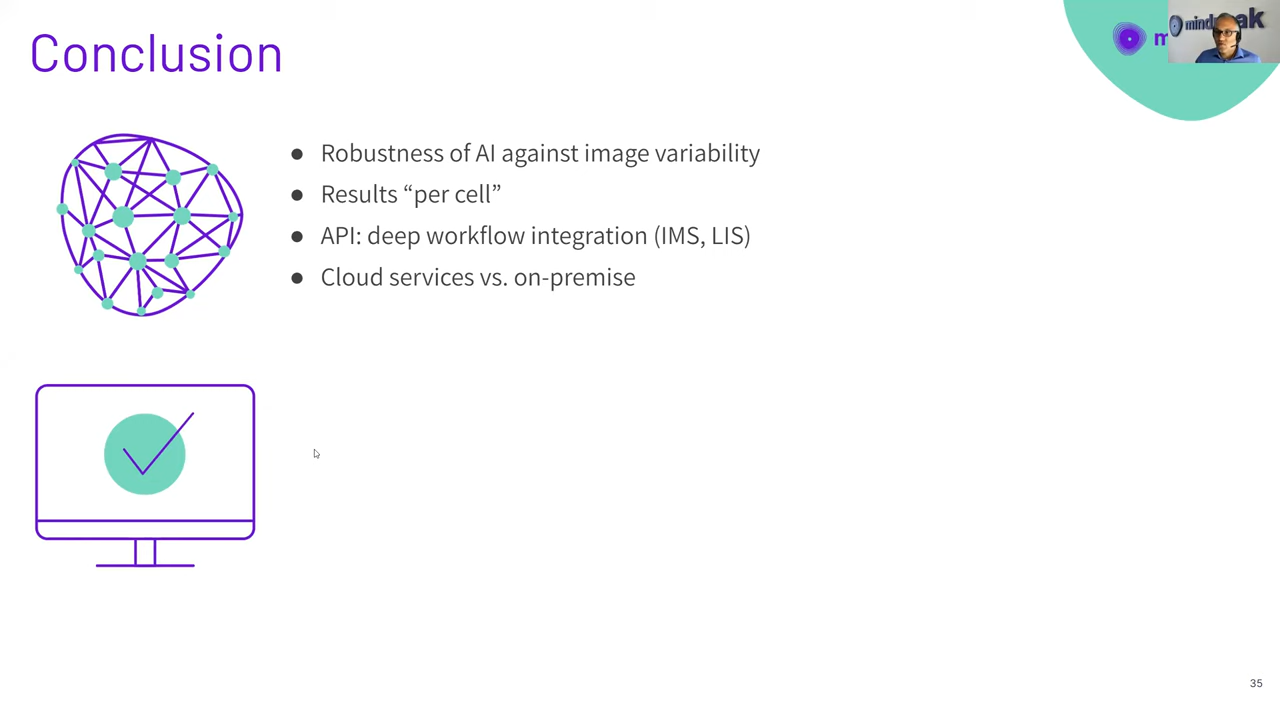 Conclusion
● Robustness of AI against image variability
● Results “per cell”
● API: deep workflow integration (IMS, LIS)
● Cloud services vs. on-premise
35